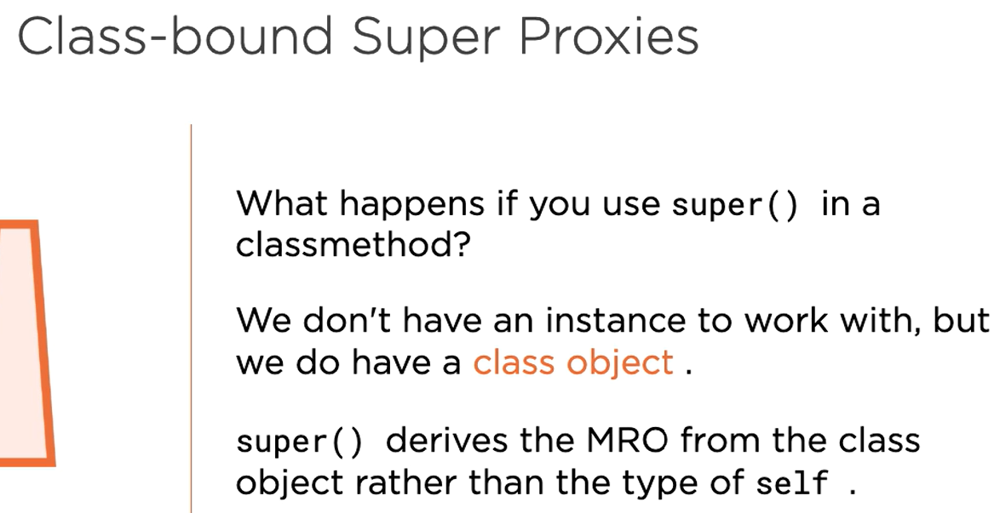 Class-bound Super Proxies
What happens if you use super() in a
classmethod?
We don't have an instance to work with, but
we do have a class object .
super() derives the MRO from the class
object rather than the type of self .